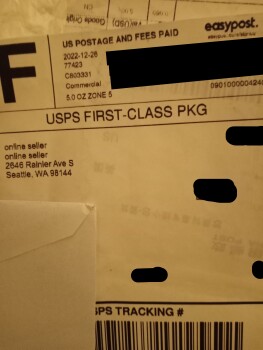 easypost.
F
US POSTAGE AND FEES PAID
2022-12-26
77423
C803331
Commercial
5.0 OZ ZONE 5
USPS FIRST-CLASS PKG
online seller
online seller
2646 Rainier Ave S
Seattle, WA 98144
USPS TRACKING #